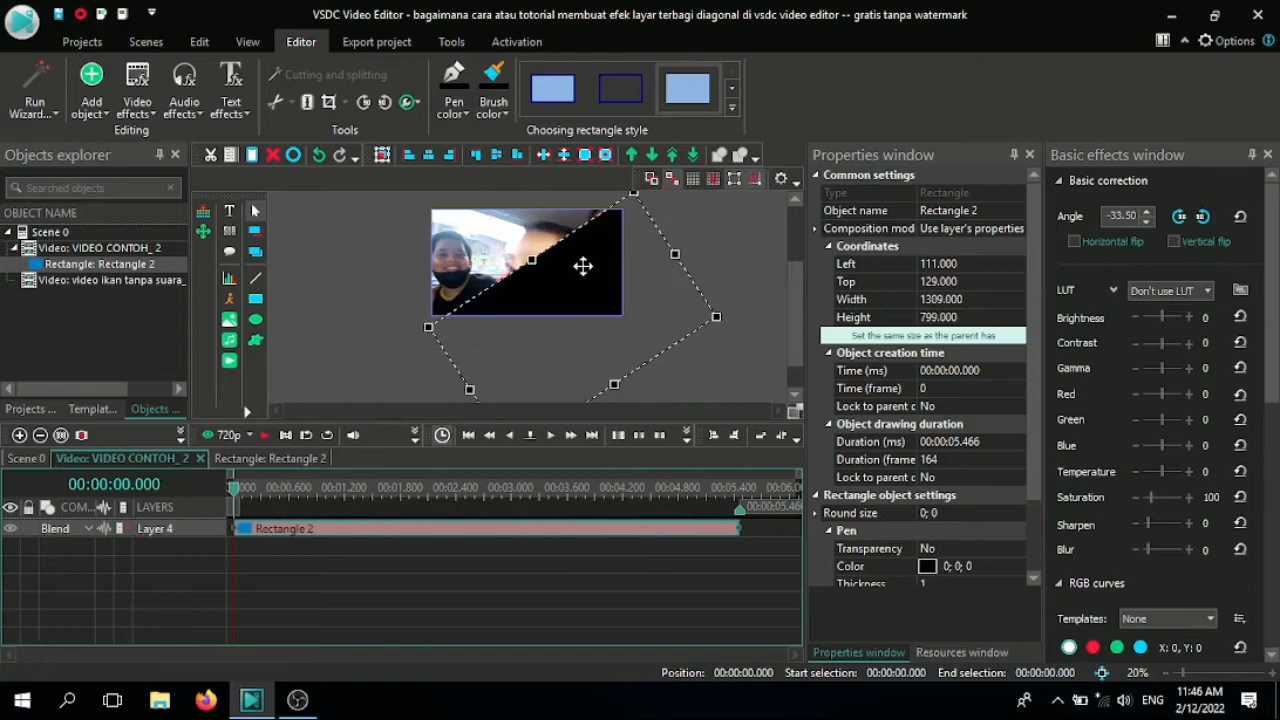 VSDC Video Editor - bagaimana cara atau totorial membuat efek layar terbagi diagonal di vsdc video editor -- gratis tanpa watermark
Projects Scenes Edit View Editor Export project Tools Activation Options
Cutting and splitting
Run Wizard... Add object Video effects Audio effects Text effects Pen color Brush color
Editing Tools Choosing rectangle style
Objects explorer
Searched objects
OBJECT NAME
Scene 0
Video: VIDEO CONTOH_2
Rectangle: Rectangle 2
Video: video ikan tanpa suara_
Projects ... Templat... Objects ...
Properties window
Common settings
Type Rectangle
Object name Rectangle 2
Composition mod Use layer's properties
Coordinates
Left 111.000
Top 129.000
Width 1309.000
Height 799.000
Set the same size as the parent has
Object creation time
Time (ms) 00:00:00.000
Time (frame) 0
Lock to parent c No
Object drawing duration
Duration (ms) 00:00:05.466
Duration (frame 164
Lock to parent c No
Rectangle object settings
Round size 0; 0
Pen
Transparency No
Color 0; 0; 0
Thickness 1
Properties window Resources window
Basic effects window
Basic correction
Angle -33.50
Horizontal flip Vertical flip
LUT Don't use LUT
Brightness 0
Contrast 0
Gamma 0
Red 0
Green 0
Blue 0
Temperature 0
Saturation 100
Sharpen 0
Blur 0
RGB curves
Templates: None
X: 0, Y: 0
720p
Scene 0 Video: VIDEO CONTOH_2 Rectangle: Rectangle 2
00:00:00.000 000 00:00:00.600 00:00:01.200 00:00:01.800 00:00:02.400 00:00:03.000 00:00:03.600 00:00:04.200 00:00:04.800 00:00:05.400 00:00:06.0
00:00:05.466
COM... LAYERS
Blend Layer 4 Rectangle 2
Position: 00:00:00.000 Start selection: 00:00:00.000 End selection: 00:00:00.000 20%
ENG 11:46 AM
2/12/2022